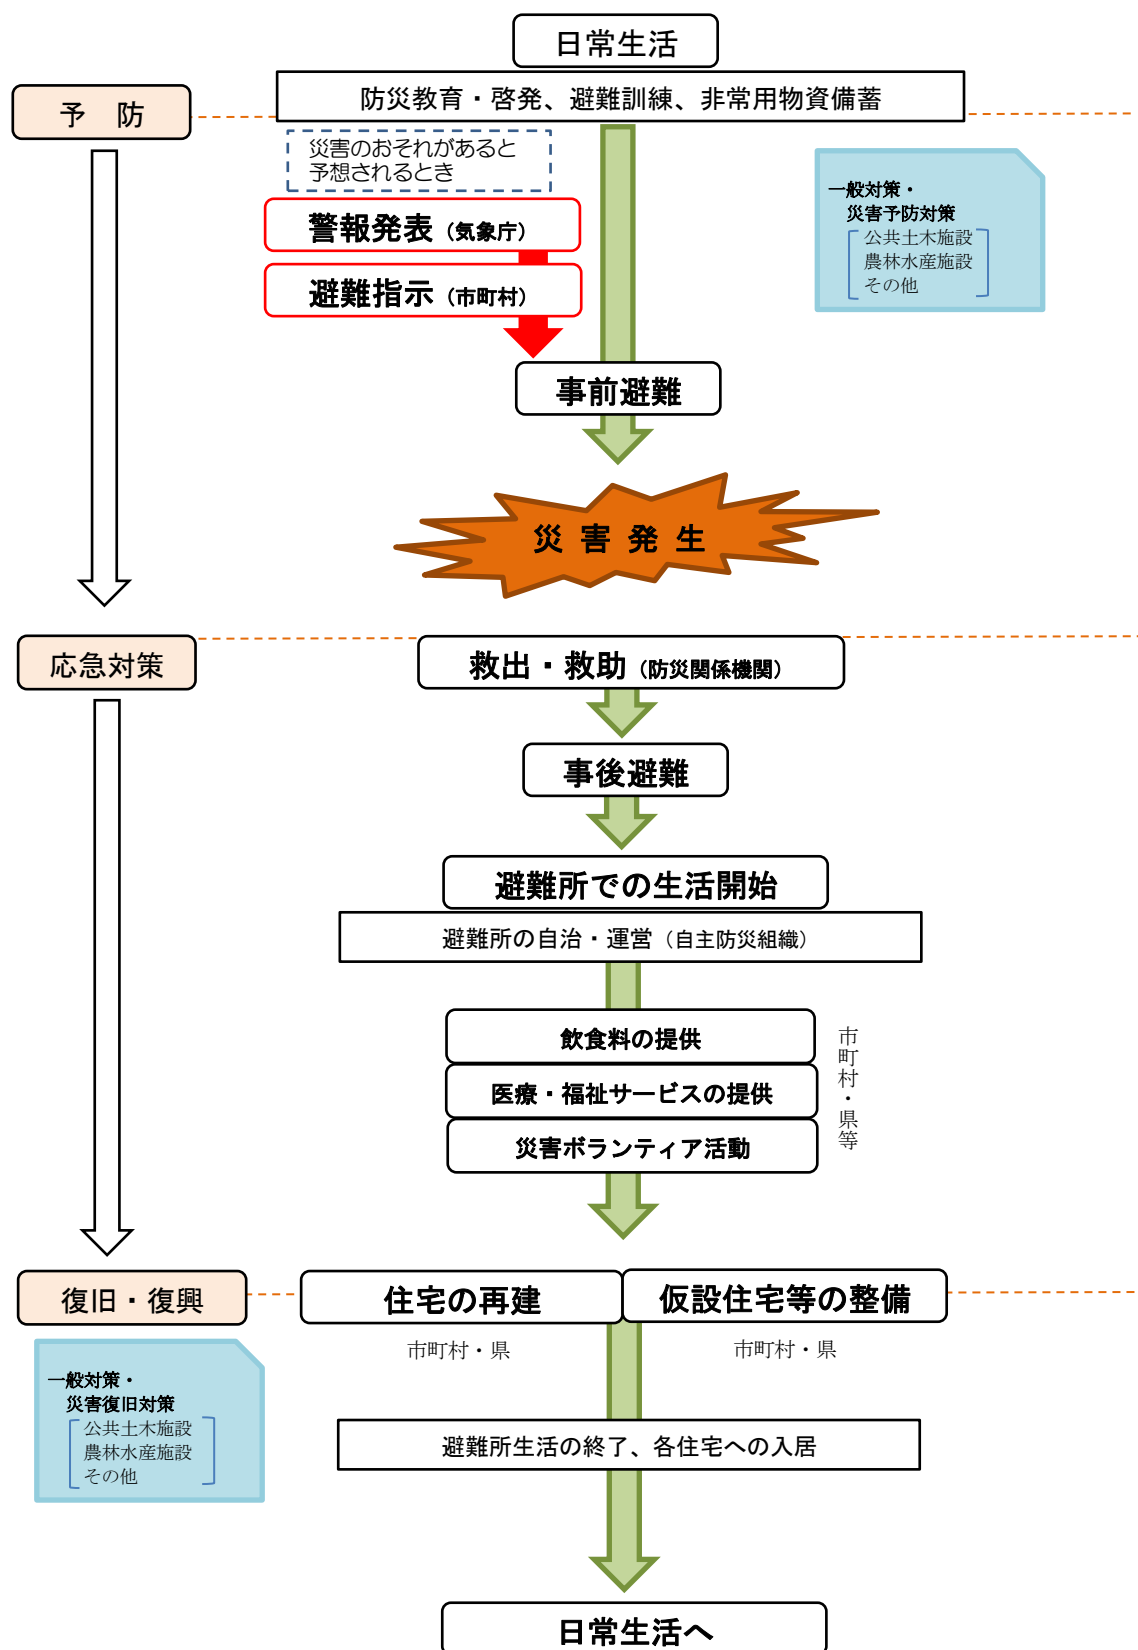 日常生活
予　防
防災教育・啓発、避難訓練、非常用物資備蓄
災害のおそれがあると
予想されるとき
警報発表（気象庁）
避難指示（市町村）
一般対策・
災害予防対策
公共土木施設
農林水産施設
その他
事前避難
災害発生
応急対策
救出・救助（防災関係機関）
事後避難
避難所での生活開始
避難所の自治・運営（自主防災組織）
飲食料の提供
医療・福祉サービスの提供
災害ボランティア活動
市町村・県等
復旧・復興
住宅の再建
仮設住宅等の整備
市町村・県
市町村・県
一般対策・
災害復旧対策
公共土木施設
農林水産施設
その他
避難所生活の終了、各住宅への入居
日常生活へ